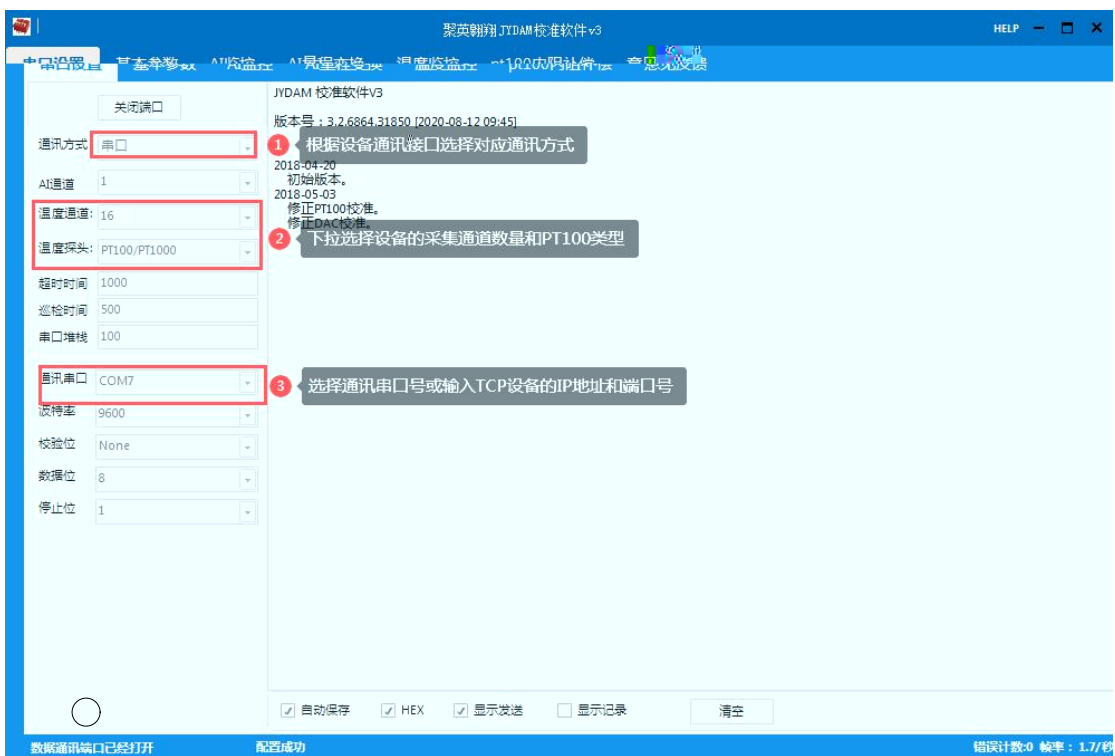 聚英翱翔 JYDAM校准软件v3
HELP
关闭端口
通讯方式 串口
AI通道 1
温度通道: 16
温度探头: PT100/PT1000
超时时间 1000
巡检时间 500
串口堆栈 100
通讯串口 COM7
波特率 9600
校验位 None
数据位 8
停止位 1
JYDAM 校准软件V3
版本号：3.2.6864.31850 [2020-08-12 09:45]
1 根据设备通讯接口选择对应通讯方式
2018-04-20
初始版本。
2018-05-03
修正PT100校准。
修正DAC校准。
2 下拉选择设备的采集通道数量和PT100类型
3 选择通讯串口号或输入TCP设备的IP地址和端口号
自动保存 HEX 显示发送 显示记录 清空
数据通讯端口已经打开 配置成功 错误计数:0 帧率：1.7/秒